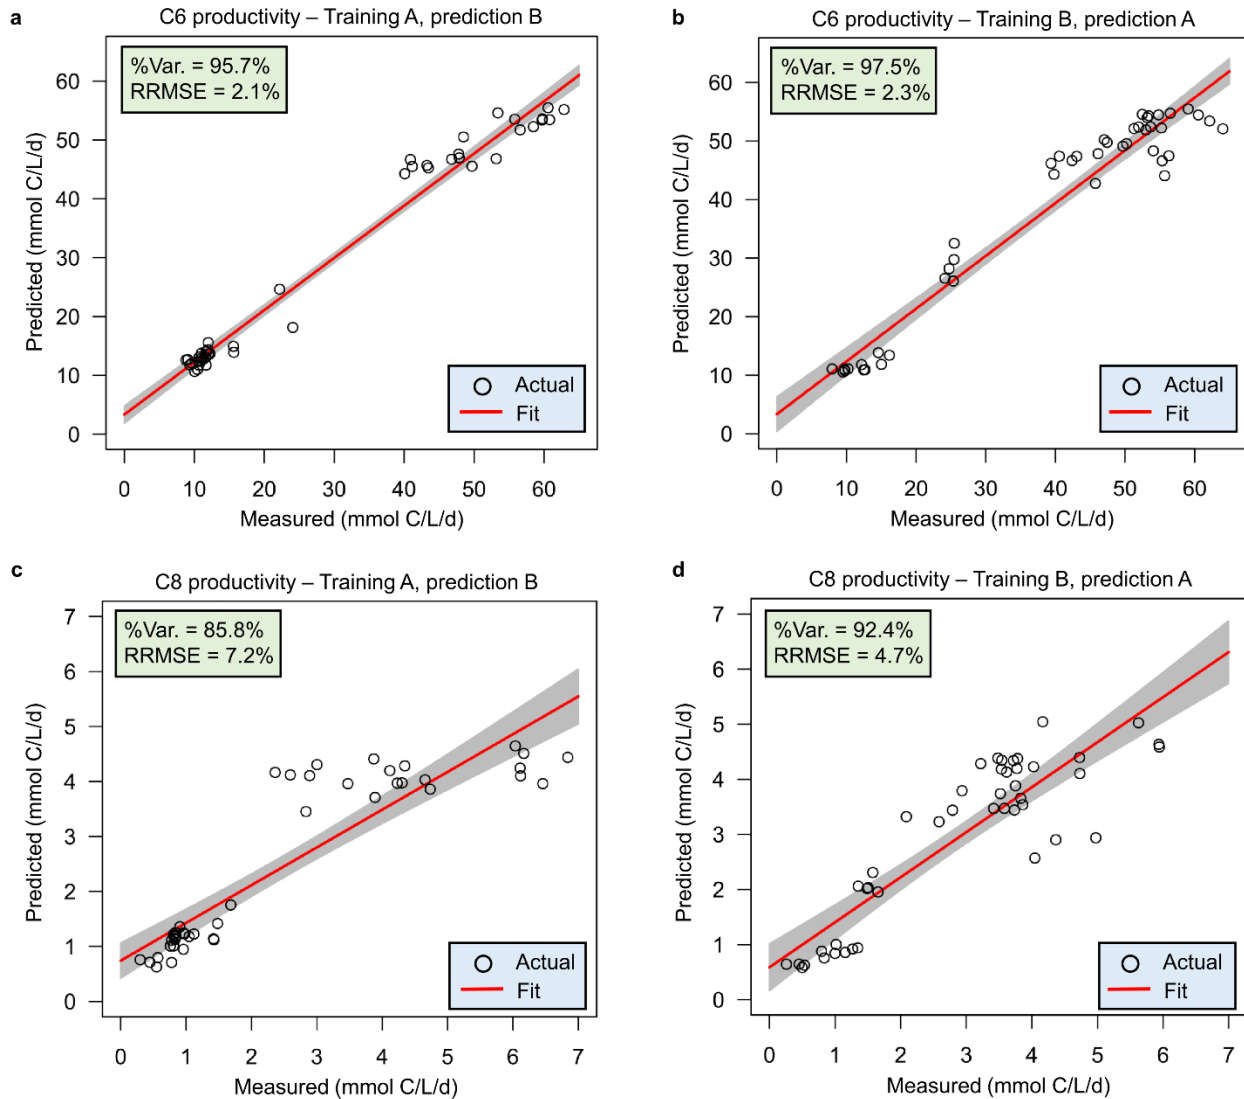 a
C6 productivity – Training A, prediction B
%Var. = 95.7%
RRMSE = 2.1%
Predicted (mmol C/L/d)
60
50
40
30
20
10
0
Actual
Fit
0 10 20 30 40 50 60
Measured (mmol C/L/d)
b
C6 productivity – Training B, prediction A
%Var. = 97.5%
RRMSE = 2.3%
Predicted (mmol C/L/d)
60
50
40
30
20
10
0
Actual
Fit
0 10 20 30 40 50 60
Measured (mmol C/L/d)
c
C8 productivity – Training A, prediction B
%Var. = 85.8%
RRMSE = 7.2%
Predicted (mmol C/L/d)
7
6
5
4
3
2
1
0
Actual
Fit
0 1 2 3 4 5 6 7
Measured (mmol C/L/d)
d
C8 productivity – Training B, prediction A
%Var. = 92.4%
RRMSE = 4.7%
Predicted (mmol C/L/d)
7
6
5
4
3
2
1
0
Actual
Fit
0 1 2 3 4 5 6 7
Measured (mmol C/L/d)